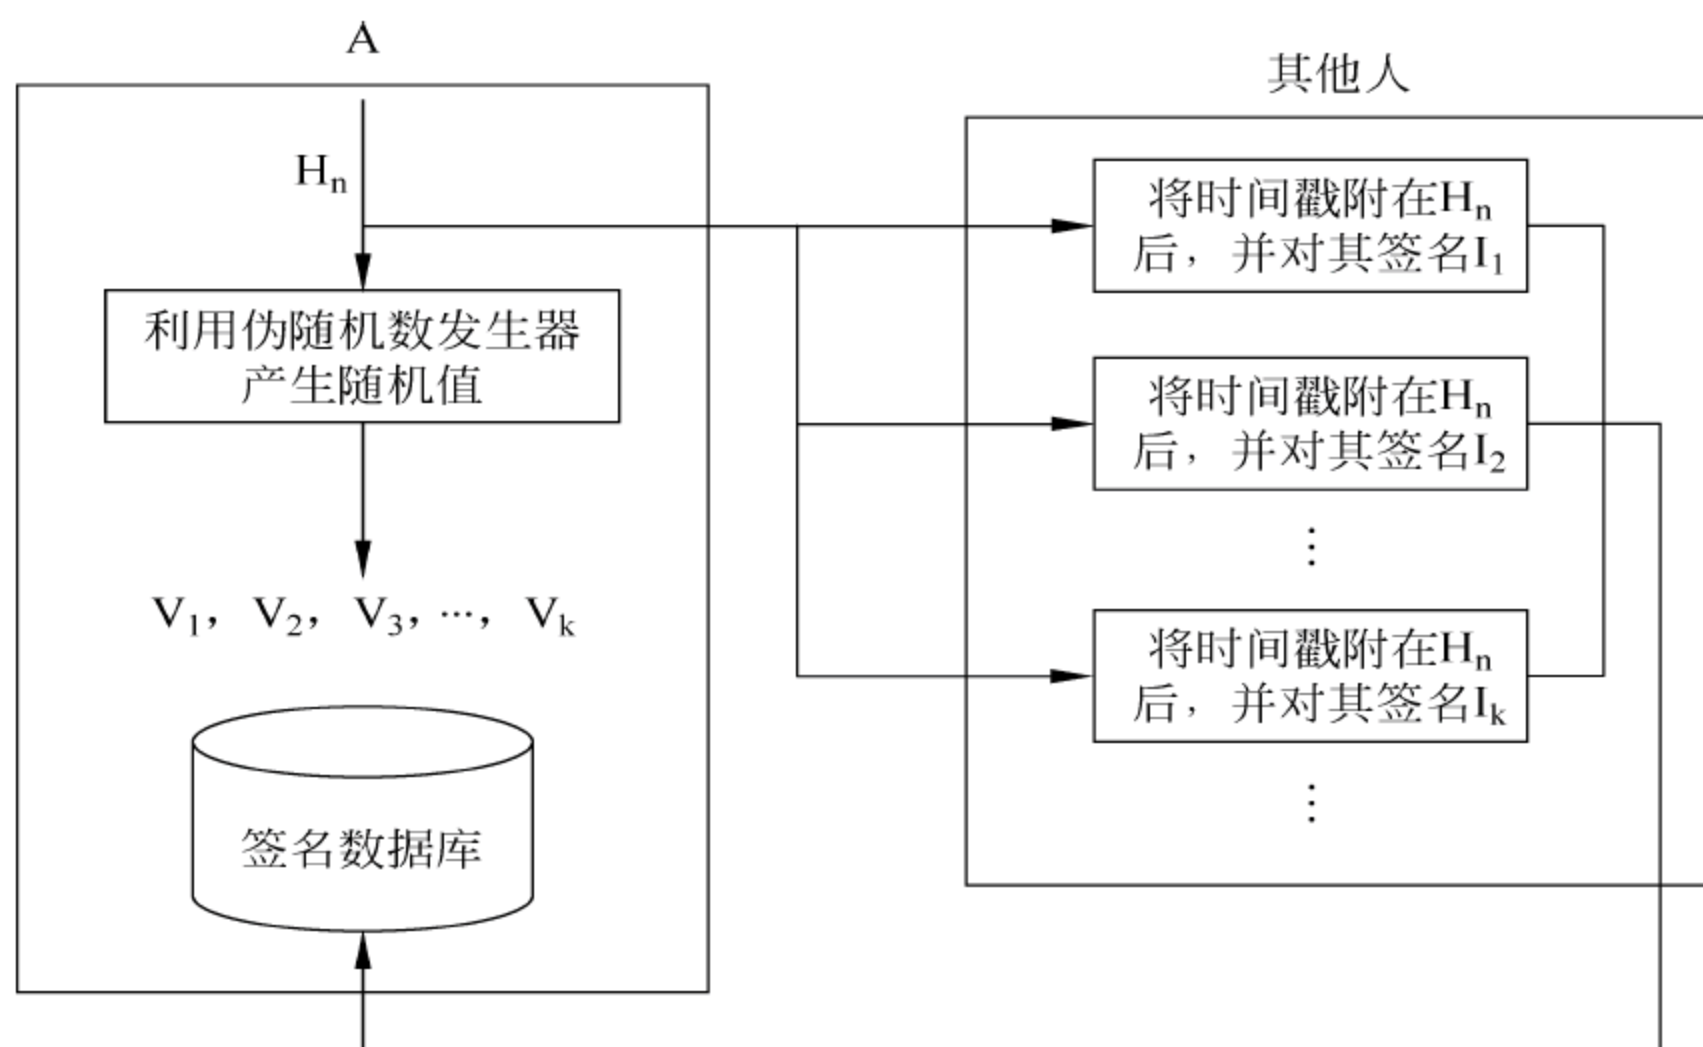 A
Hn
利用伪随机数发生器
产生随机值
V1, V2, V3, …, Vk
签名数据库
其他人
将时间戳附在Hn
后，并对其签名I1
将时间戳附在Hn
后，并对其签名I2
⋮
将时间戳附在Hn
后，并对其签名Ik
⋮